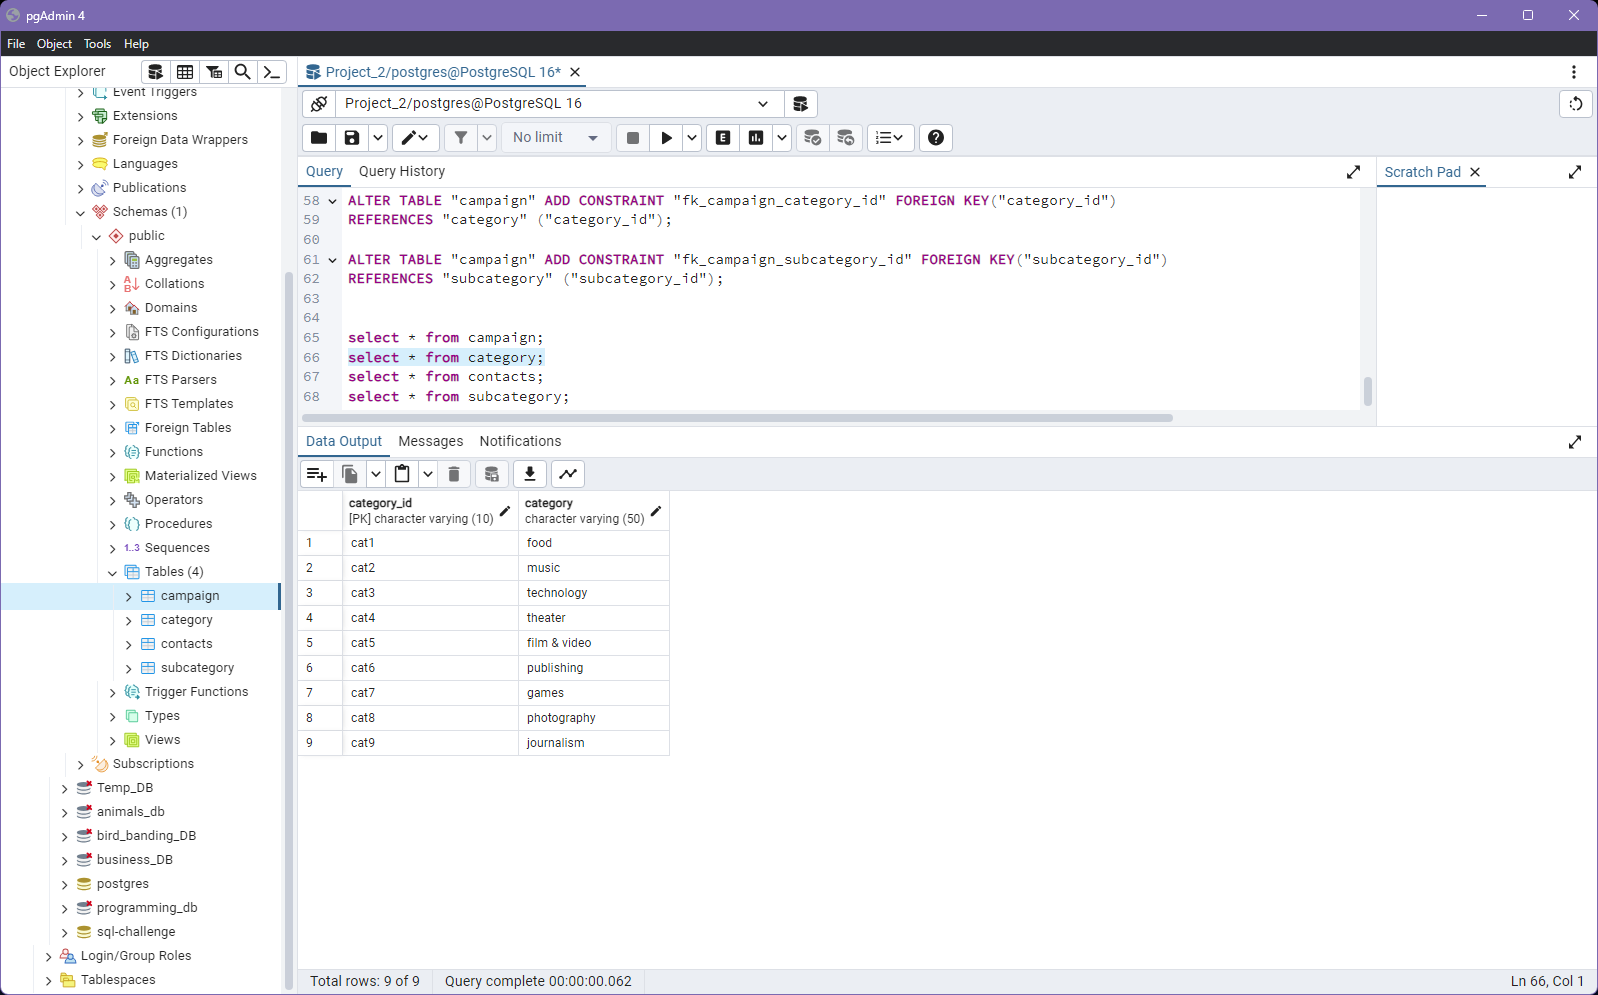 pgAdmin 4
File Object Tools Help
Object Explorer
Event Triggers
Extensions
Foreign Data Wrappers
Languages
Publications
Schemas (1)
public
Aggregates
Collations
Domains
FTS Configurations
FTS Dictionaries
Aa FTS Parsers
FTS Templates
Foreign Tables
Functions
Materialized Views
Operators
Procedures
1..3 Sequences
Tables (4)
campaign
category
contacts
subcategory
Trigger Functions
Types
Views
Subscriptions
Temp_DB
animals_db
bird_banding_DB
business_DB
postgres
programming_db
sql-challenge
Login/Group Roles
Tablespaces
Project_2/postgres@PostgreSQL 16*
Project_2/postgres@PostgreSQL 16
No limit
E
Query Query History
58 ALTER TABLE "campaign" ADD CONSTRAINT "fk_campaign_category_id" FOREIGN KEY("category_id")
59 REFERENCES "category" ("category_id");
60
61 ALTER TABLE "campaign" ADD CONSTRAINT "fk_campaign_subcategory_id" FOREIGN KEY("subcategory_id")
62 REFERENCES "subcategory" ("subcategory_id");
63
64
65 select * from campaign;
66 select * from category;
67 select * from contacts;
68 select * from subcategory;
Scratch Pad
Data Output Messages Notifications
category_id category
[PK] character varying (10) character varying (50)
1 cat1 food
2 cat2 music
3 cat3 technology
4 cat4 theater
5 cat5 film & video
6 cat6 publishing
7 cat7 games
8 cat8 photography
9 cat9 journalism
Total rows: 9 of 9 Query complete 00:00:00.062 Ln 66, Col 1